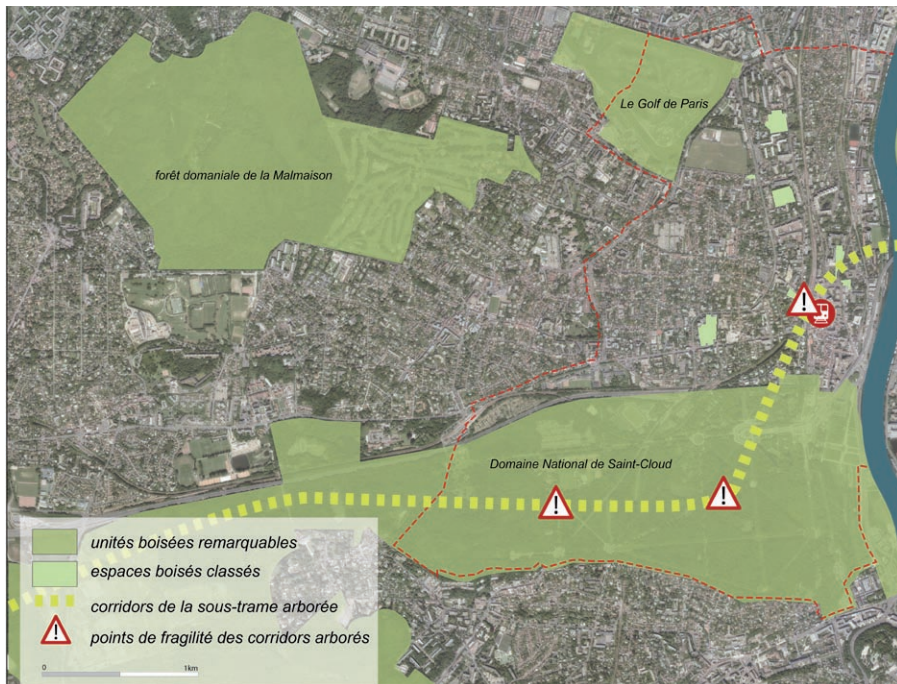 Le Golf de Paris
forêt domaniale de la Malmaison
Domaine National de Saint-Cloud
unités boisées remarquables
espaces boisés classés
corridors de la sous-trame arborée
points de fragilité des corridors arborés
0 1km